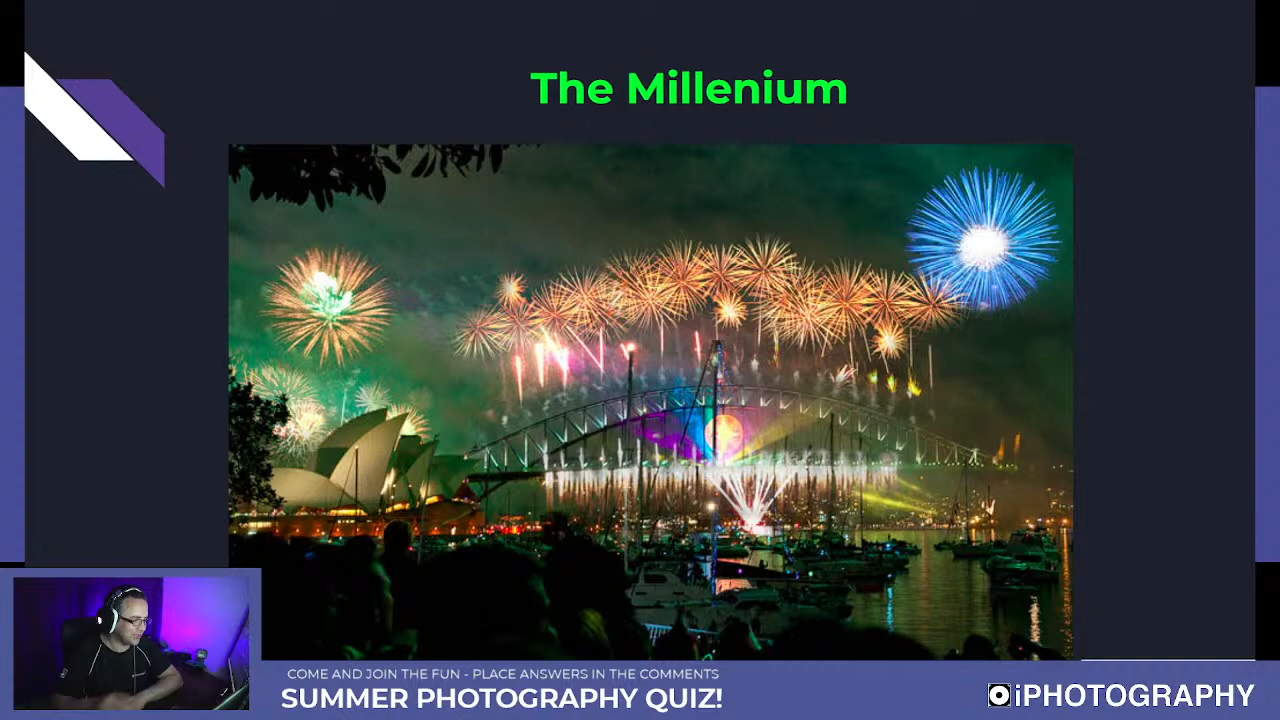 The Millenium
COME AND JOIN THE FUN - PLACE ANSWERS IN THE COMMENTS
SUMMER PHOTOGRAPHY QUIZ!
iPHOTOGRAPHY